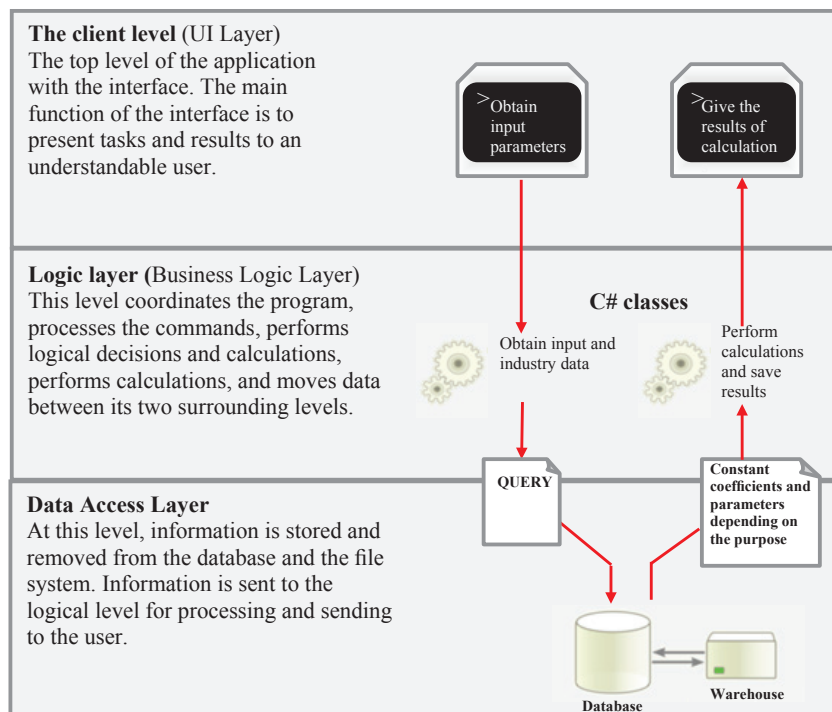 The client level (UI Layer)
The top level of the application
with the interface. The main
function of the interface is to
present tasks and results to an
understandable user.
>Obtain
input
parameters
>Give the
results of
calculation
Logic layer (Business Logic Layer)
This level coordinates the program,
processes the commands, performs
logical decisions and calculations,
performs calculations, and moves data
between its two surrounding levels.
C# classes
Obtain input and
industry data
Perform
calculations
and save
results
QUERY
Constant
coefficients and
parameters
depending on
the purpose
Data Access Layer
At this level, information is stored and
removed from the database and the file
system. Information is sent to the
logical level for processing and sending
to the user.
Database
Warehouse